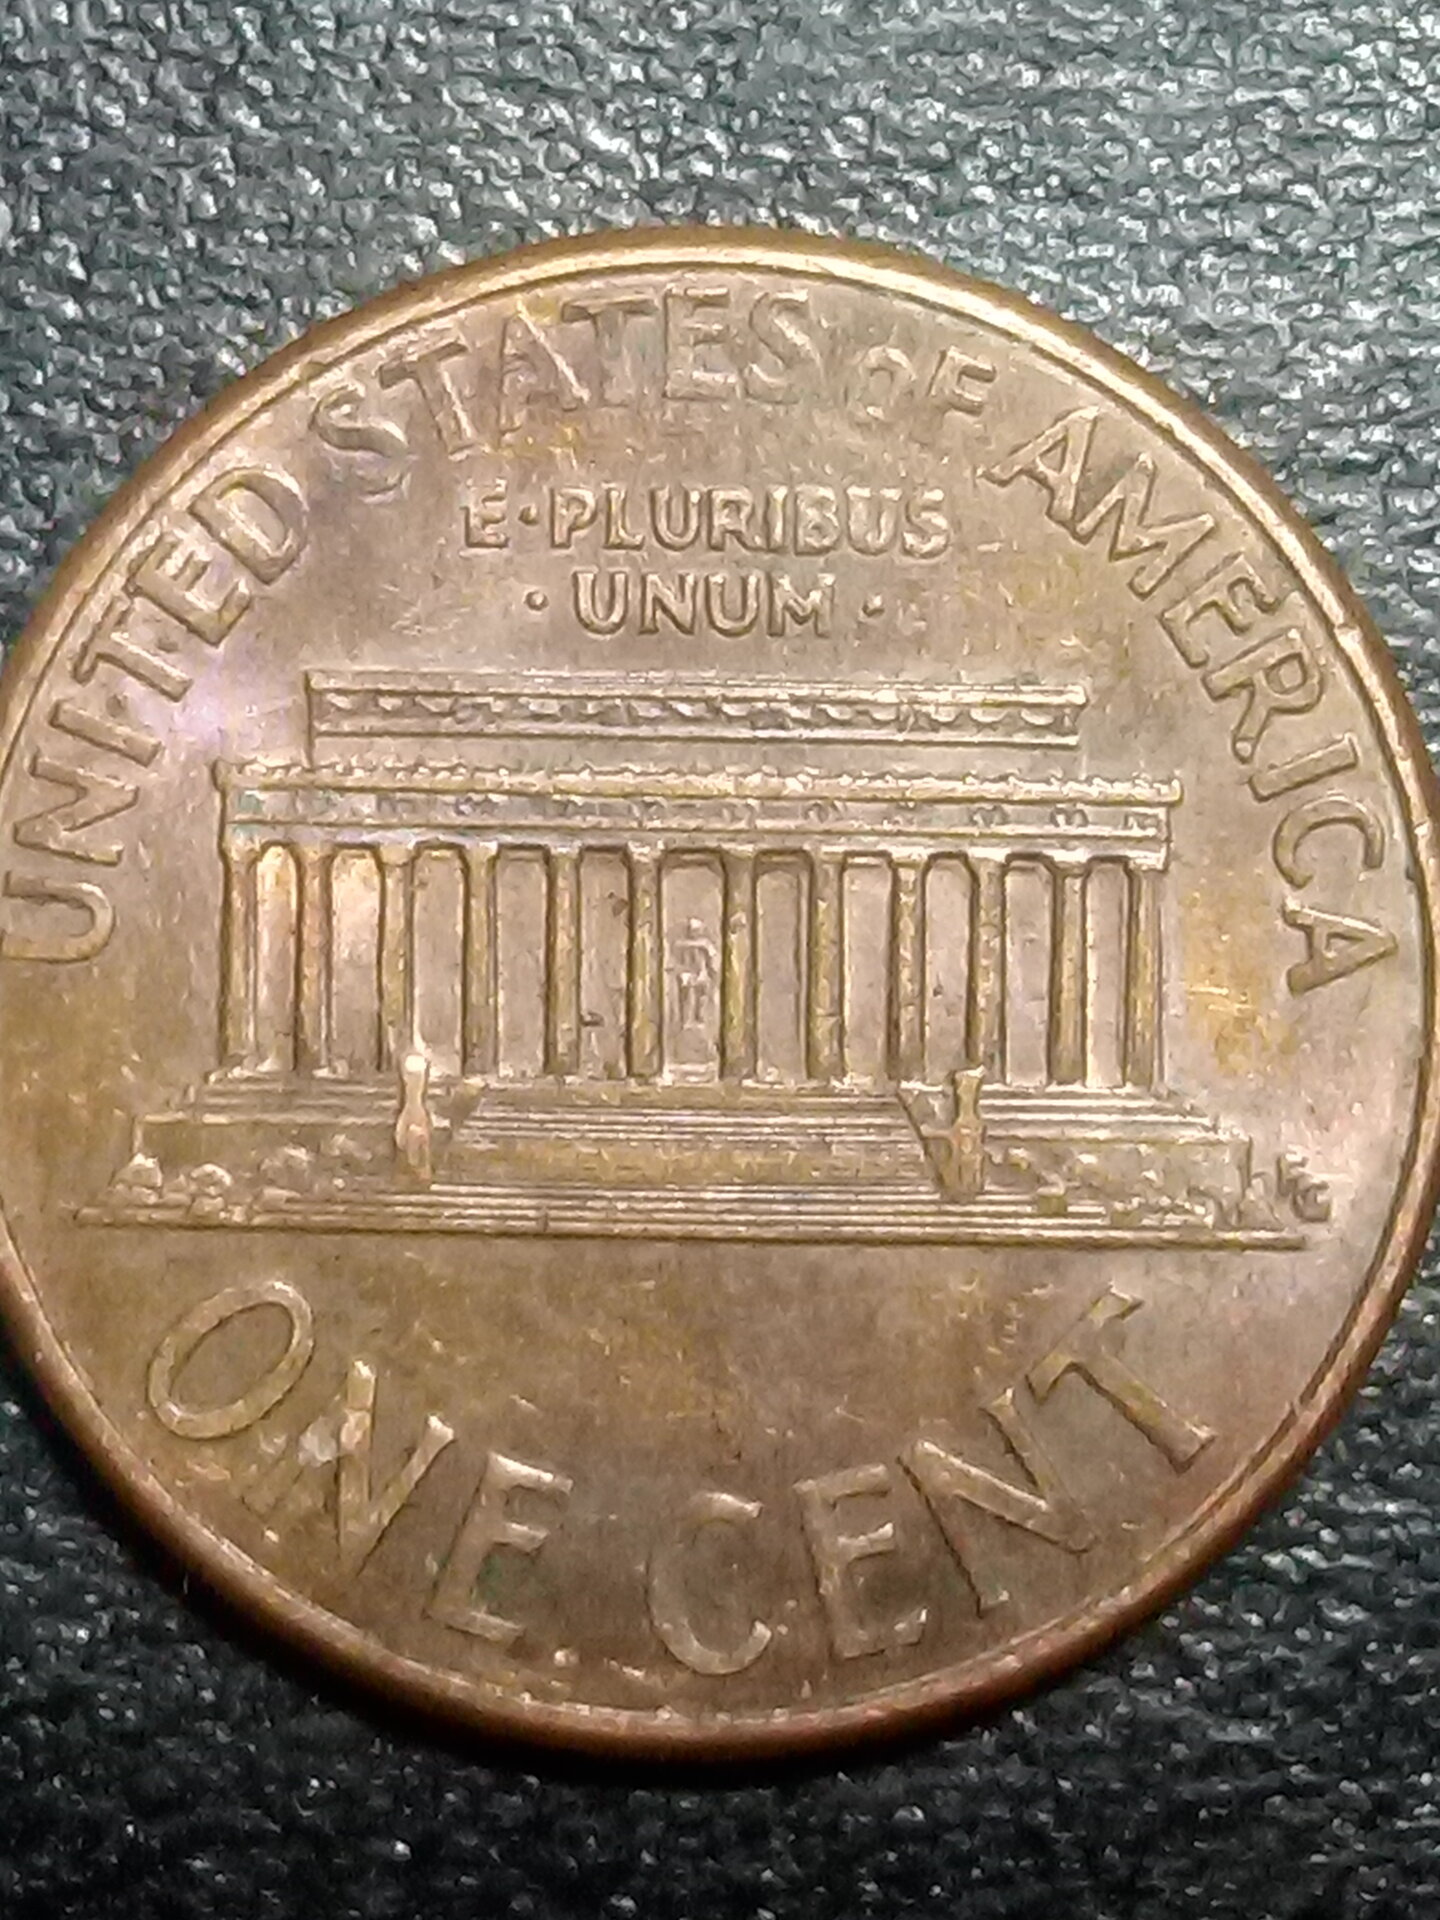 UNITED STATES OF AMERICA
E·PLURIBUS
·UNUM·
FG
ONE CENT